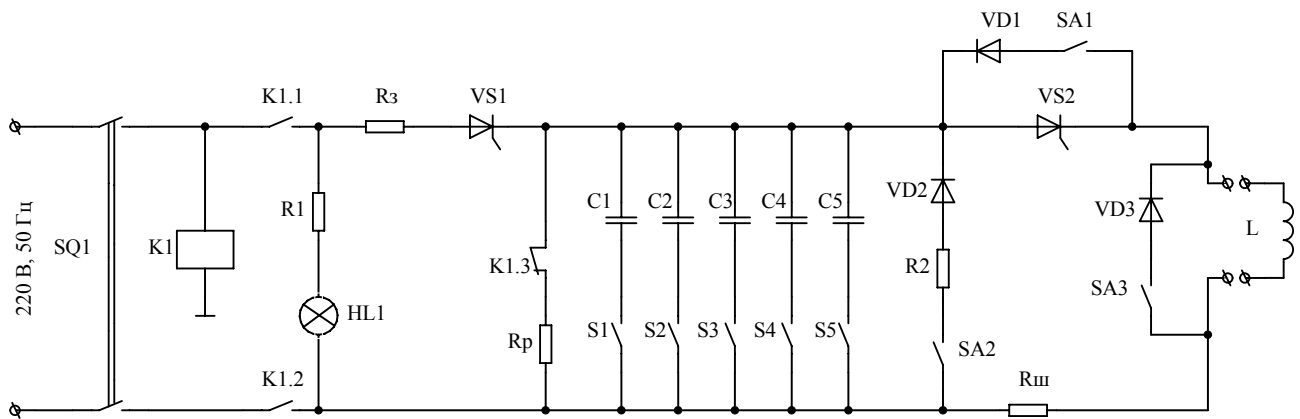 VD1
SA1
K1.1
Rз
VS1
VS2
220 В, 50 Гц
SQ1
K1
R1
HL1
K1.3
Rр
C1
C2
C3
C4
C5
S1
S2
S3
S4
S5
VD2
R2
SA2
VD3
SA3
L
K1.2
Rш